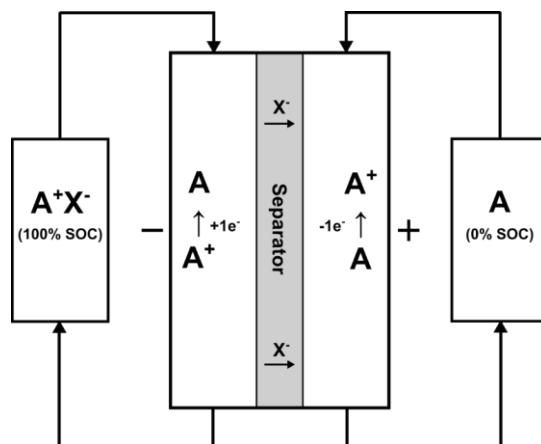 A⁺X⁻
(100% SOC)
−
A
+1e⁻
A⁺
X⁻
Separator
X⁻
A⁺
-1e⁻
A
+
A
(0% SOC)